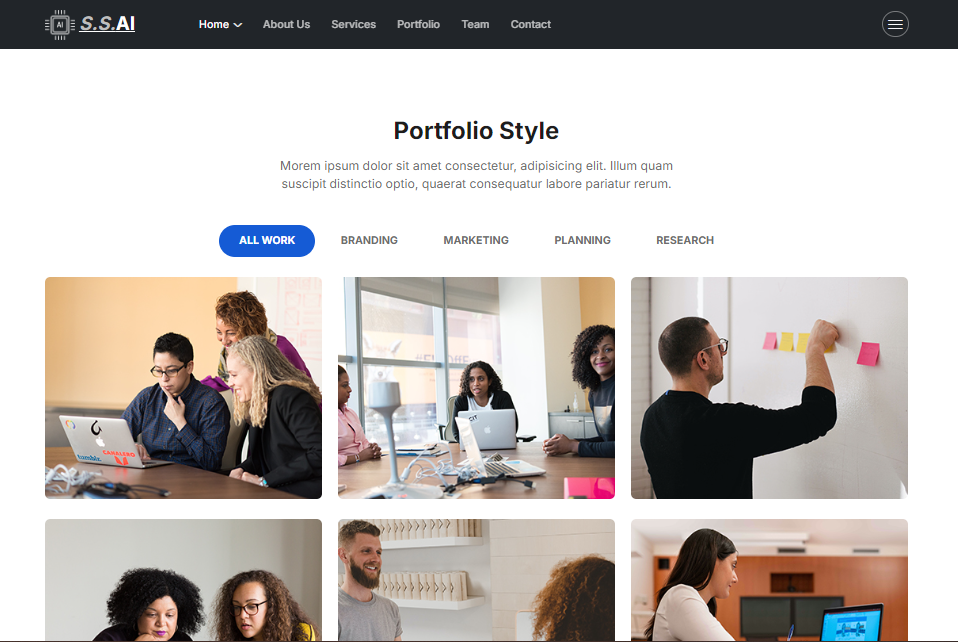 AI S.S.AI
Home About Us Services Portfolio Team Contact
Portfolio Style
Morem ipsum dolor sit amet consectetur, adipisicing elit. Illum quam
suscipit distinctio optio, quaerat consequatur labore pariatur rerum.
ALL WORK BRANDING MARKETING PLANNING RESEARCH
tumblr.